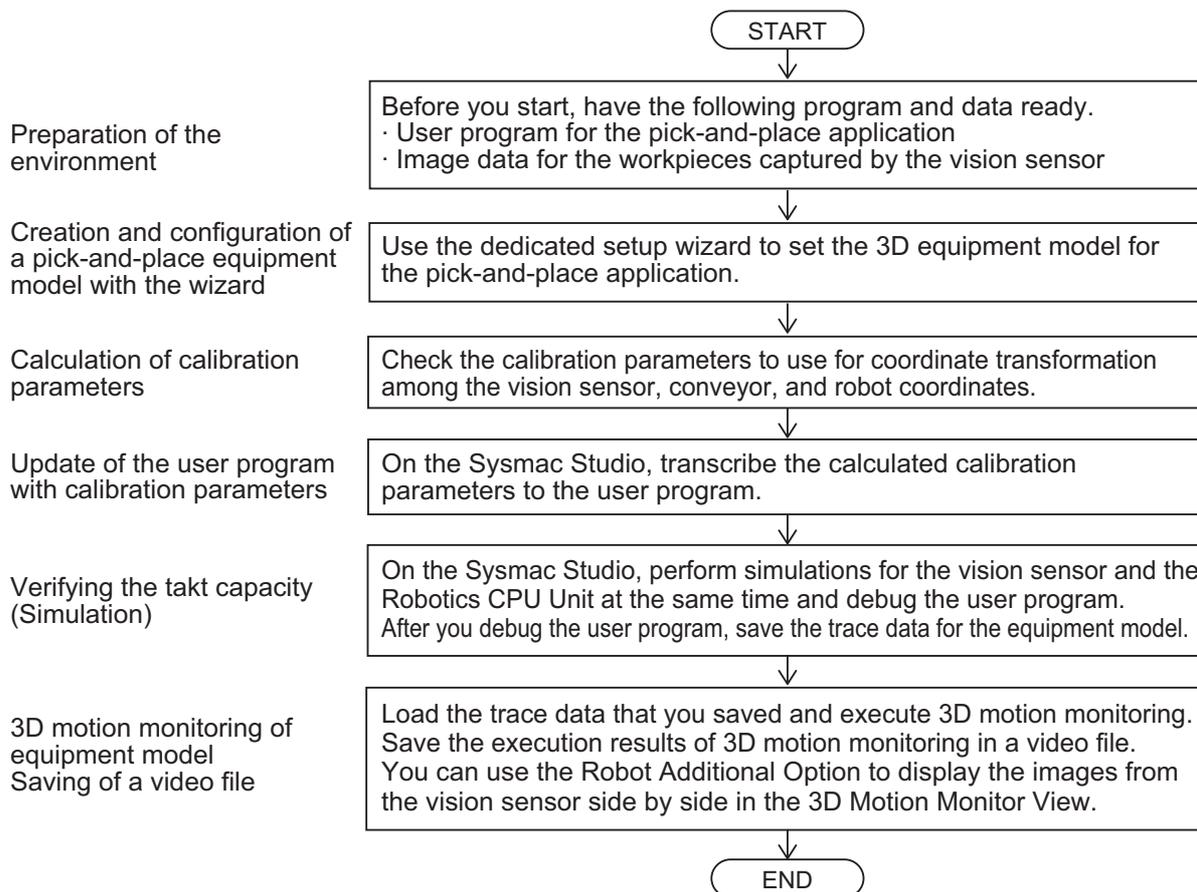 START
Preparation of the
environment
Before you start, have the following program and data ready.
· User program for the pick-and-place application
· Image data for the workpieces captured by the vision sensor
Creation and configuration of
a pick-and-place equipment
model with the wizard
Use the dedicated setup wizard to set the 3D equipment model for
the pick-and-place application.
Calculation of calibration
parameters
Check the calibration parameters to use for coordinate transformation
among the vision sensor, conveyor, and robot coordinates.
Update of the user program
with calibration parameters
On the Sysmac Studio, transcribe the calculated calibration
parameters to the user program.
Verifying the takt capacity
(Simulation)
On the Sysmac Studio, perform simulations for the vision sensor and the
Robotics CPU Unit at the same time and debug the user program.
After you debug the user program, save the trace data for the equipment model.
3D motion monitoring of
equipment model
Saving of a video file
Load the trace data that you saved and execute 3D motion monitoring.
Save the execution results of 3D motion monitoring in a video file.
You can use the Robot Additional Option to display the images from
the vision sensor side by side in the 3D Motion Monitor View.
END